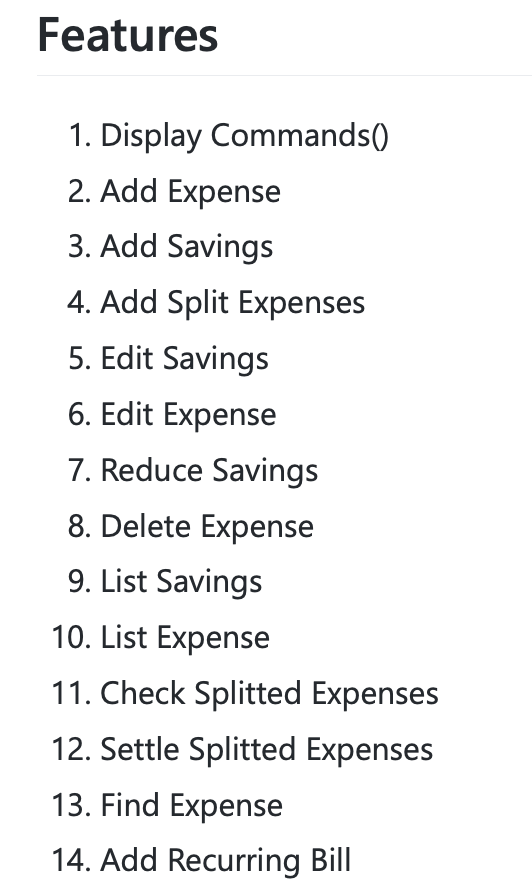 Features
1. Display Commands()
2. Add Expense
3. Add Savings
4. Add Split Expenses
5. Edit Savings
6. Edit Expense
7. Reduce Savings
8. Delete Expense
9. List Savings
10. List Expense
11. Check Splitted Expenses
12. Settle Splitted Expenses
13. Find Expense
14. Add Recurring Bill